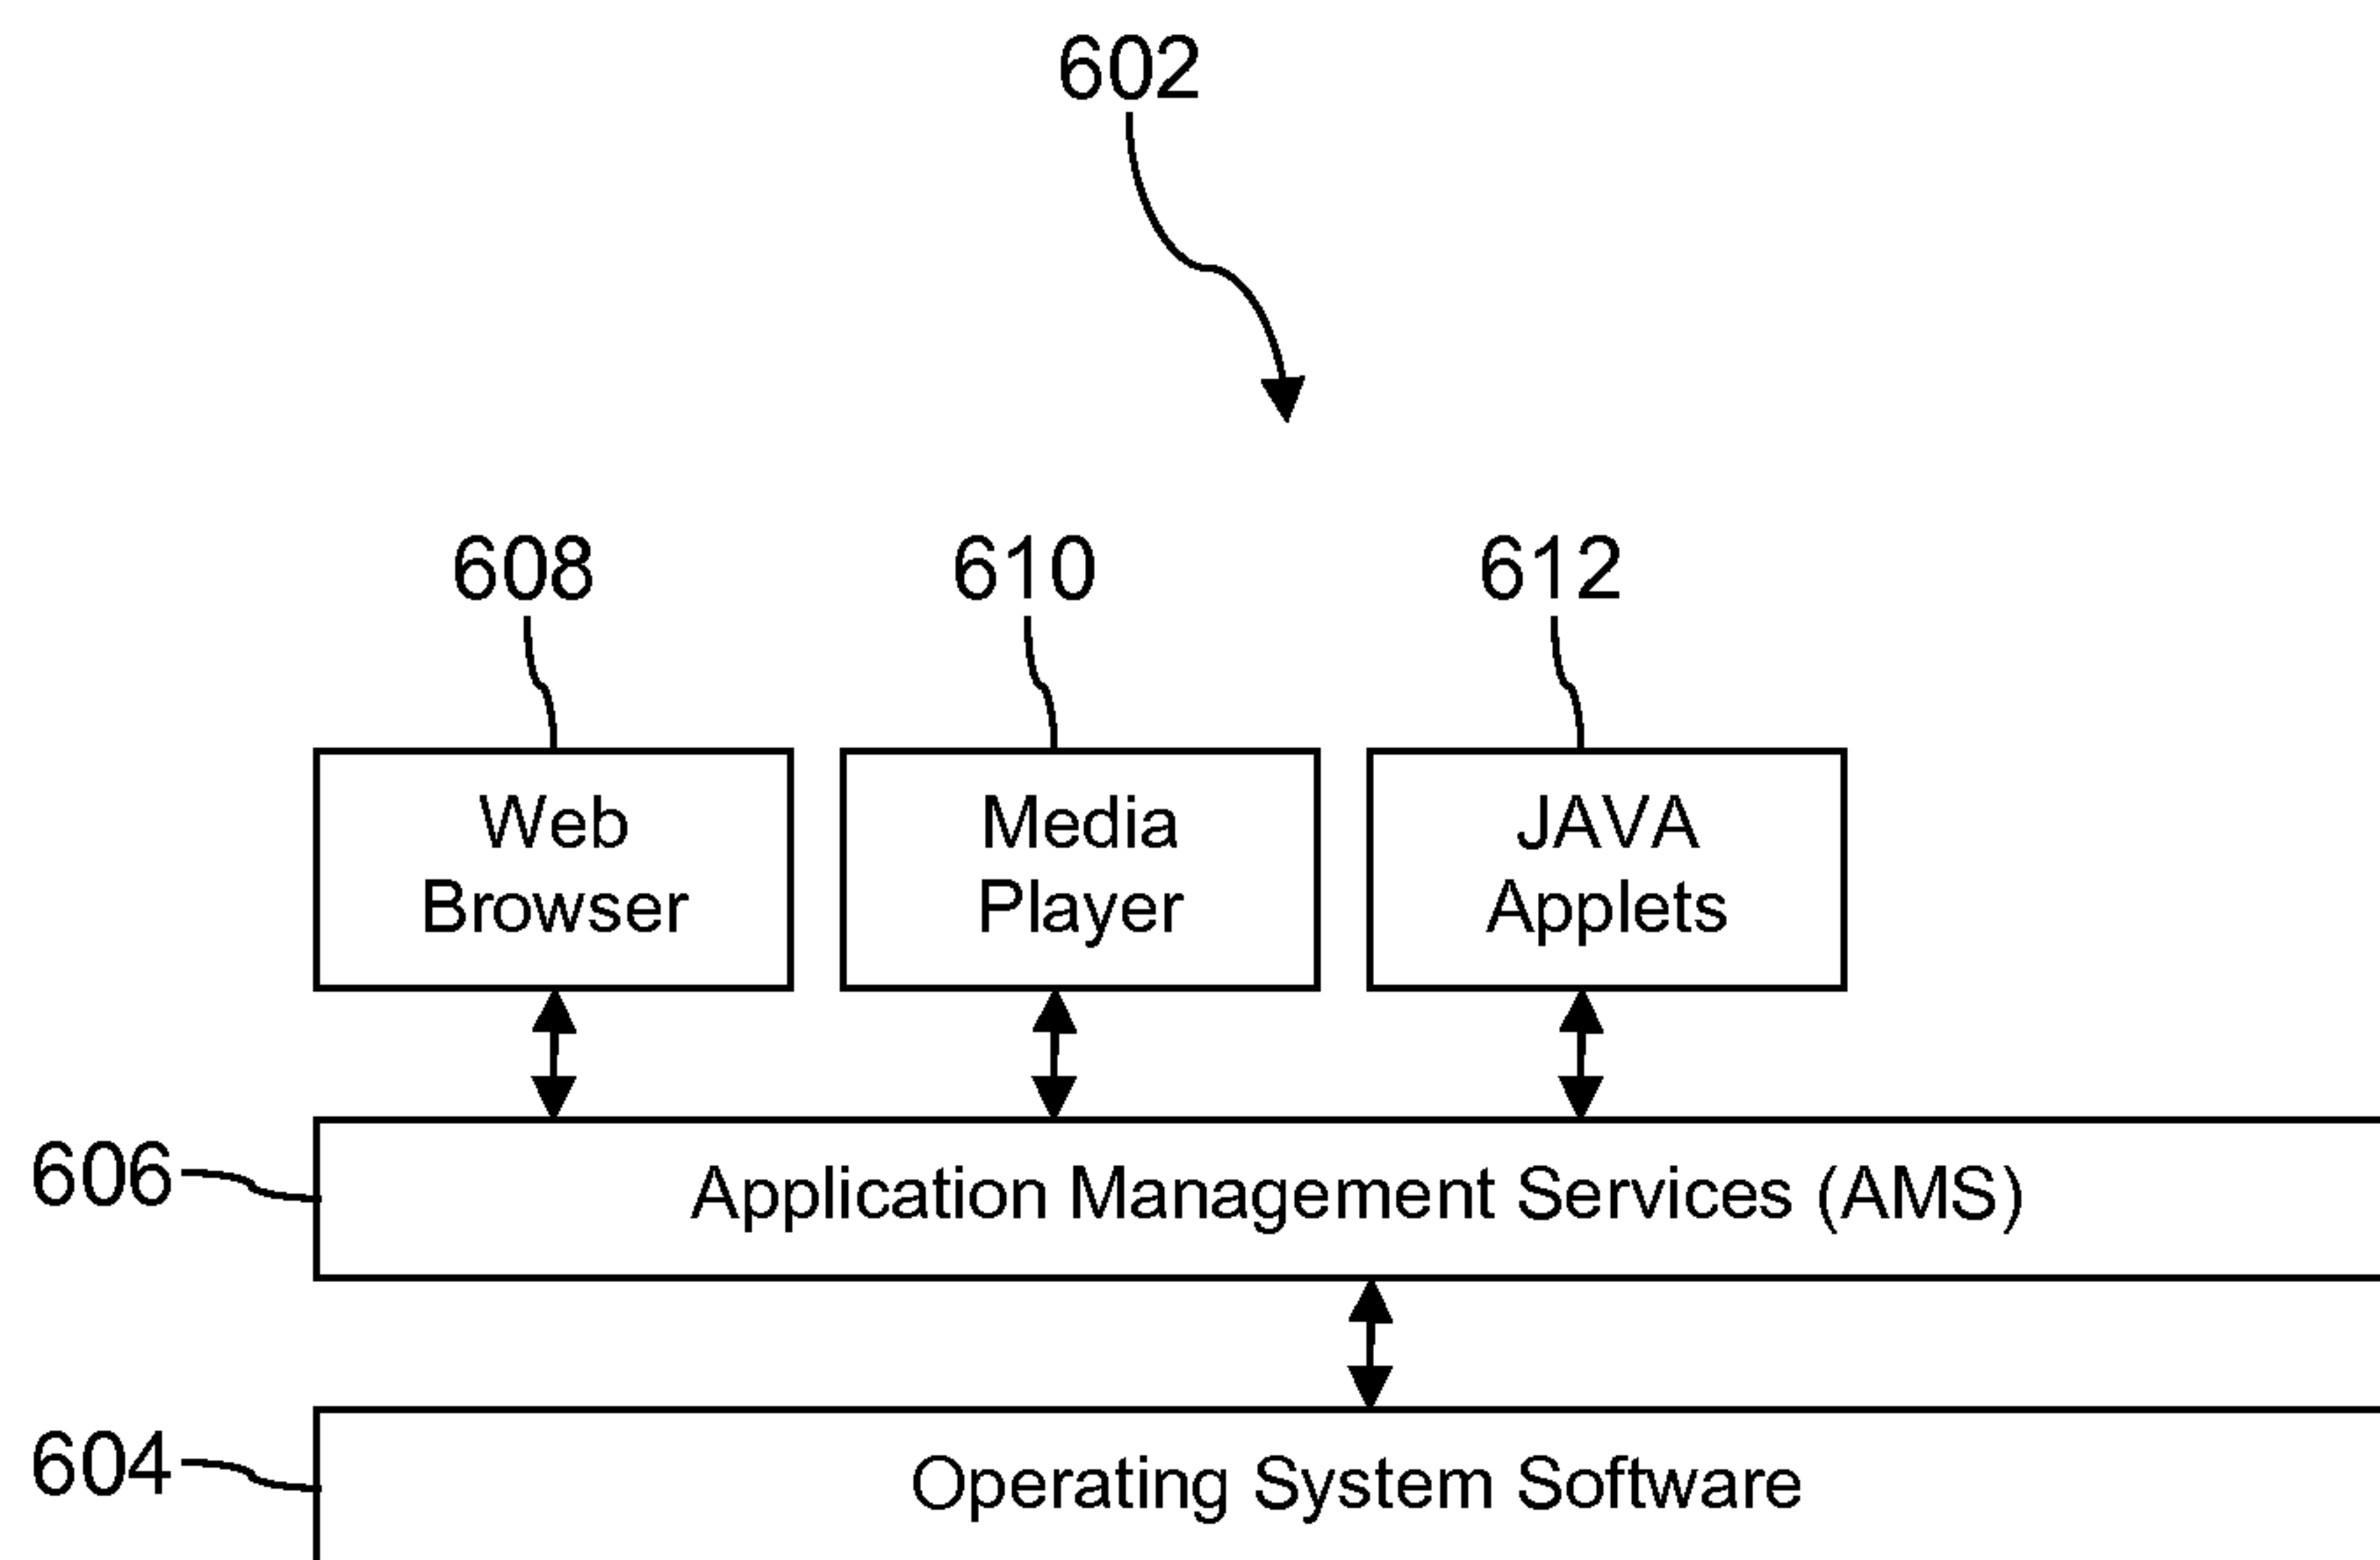 602
608
610
612
Web
Browser
Media
Player
JAVA
Applets
606
Application Management Services (AMS)
604
Operating System Software